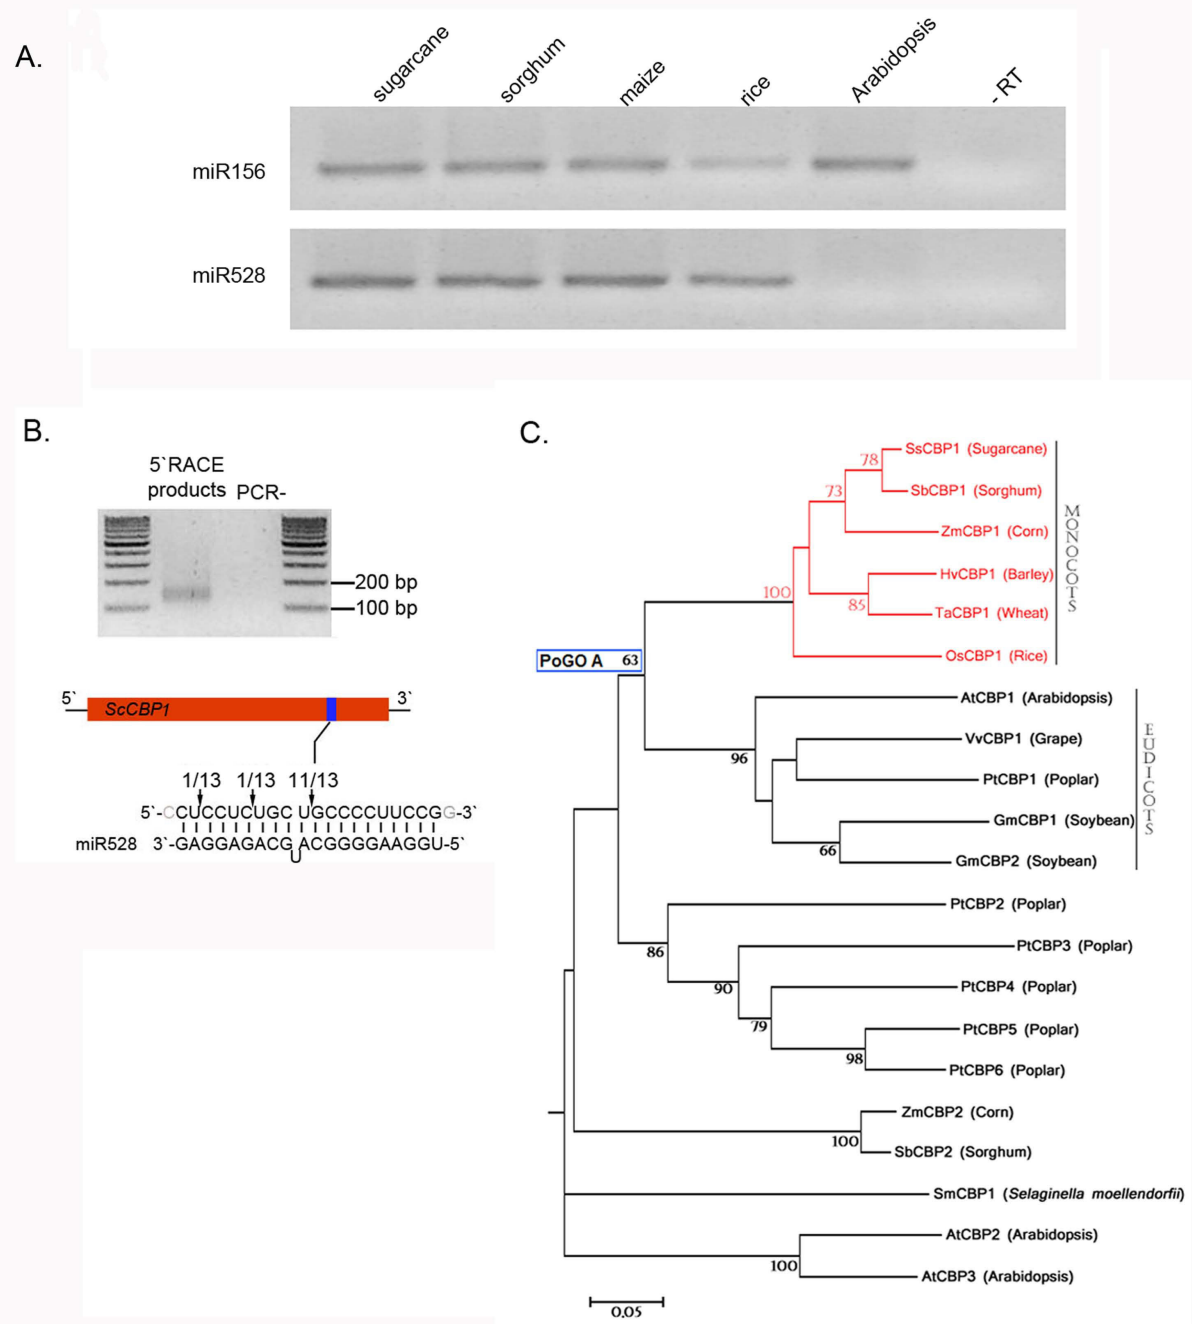 A.
sugarcane sorghum maize rice Arabidopsis - RT
miR156
miR528
B.
5`RACE
products PCR-
200 bp
100 bp
5` ScCBP1 3`
1/13 1/13 11/13
5`-CCUCCUCUGC UGCCCCCUUCCGG-3`
miR528 3`-GAGGAGACG ACGGGGAAGGU-5`
U
C.
SsCBP1 (Sugarcane)
78
SbCBP1 (Sorghum)
73
ZmCBP1 (Corn)
HvCBP1 (Barley)
100
85
TaCBP1 (Wheat)
OsCBP1 (Rice)
MONOCOTS
PoGO A 63
AtCBP1 (Arabidopsis)
VvCBP1 (Grape)
96
PtCBP1 (Poplar)
GmCBP1 (Soybean)
66
GmCBP2 (Soybean)
EUDICOTS
PtCBP2 (Poplar)
86
PtCBP3 (Poplar)
90
PtCBP4 (Poplar)
79
PtCBP5 (Poplar)
98
PtCBP6 (Poplar)
ZmCBP2 (Corn)
100
SbCBP2 (Sorghum)
SmCBP1 (Selaginella moellendorfii)
AtCBP2 (Arabidopsis)
100
AtCBP3 (Arabidopsis)
0.05